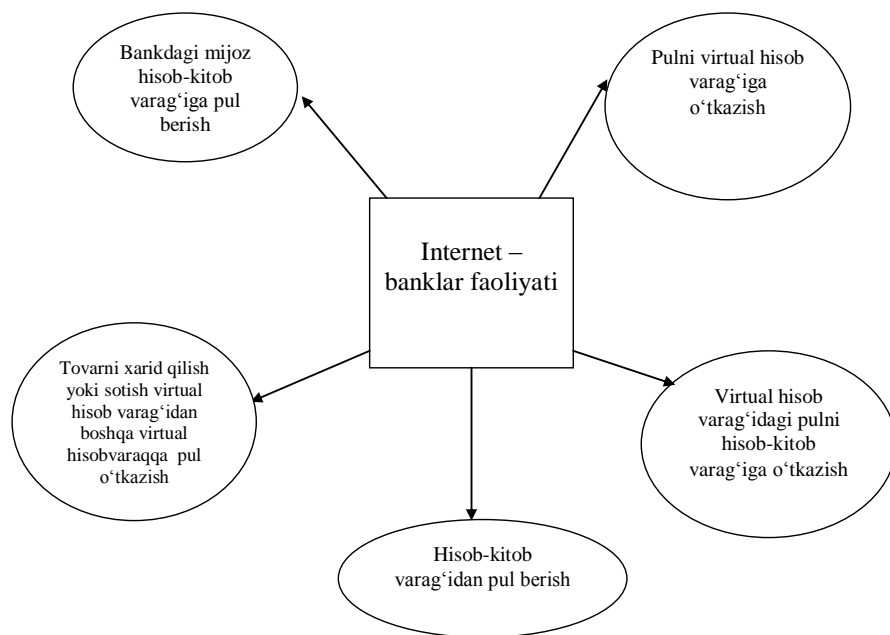 Bankdagi mijoz
hisob-kitob
varag‘iga pul
berish
Pulni virtual hisob
varag‘iga
o‘tkazish
Internet –
banklar faoliyati
Tovarni xarid qilish
yoki sotish virtual
hisob varag‘idan
boshqa virtual
hisobvaraqqa pul
o‘tkazish
Virtual hisob
varag‘idagi pulni
hisob-kitob
varag‘iga o‘tkazish
Hisob-kitob
varag‘idan pul berish